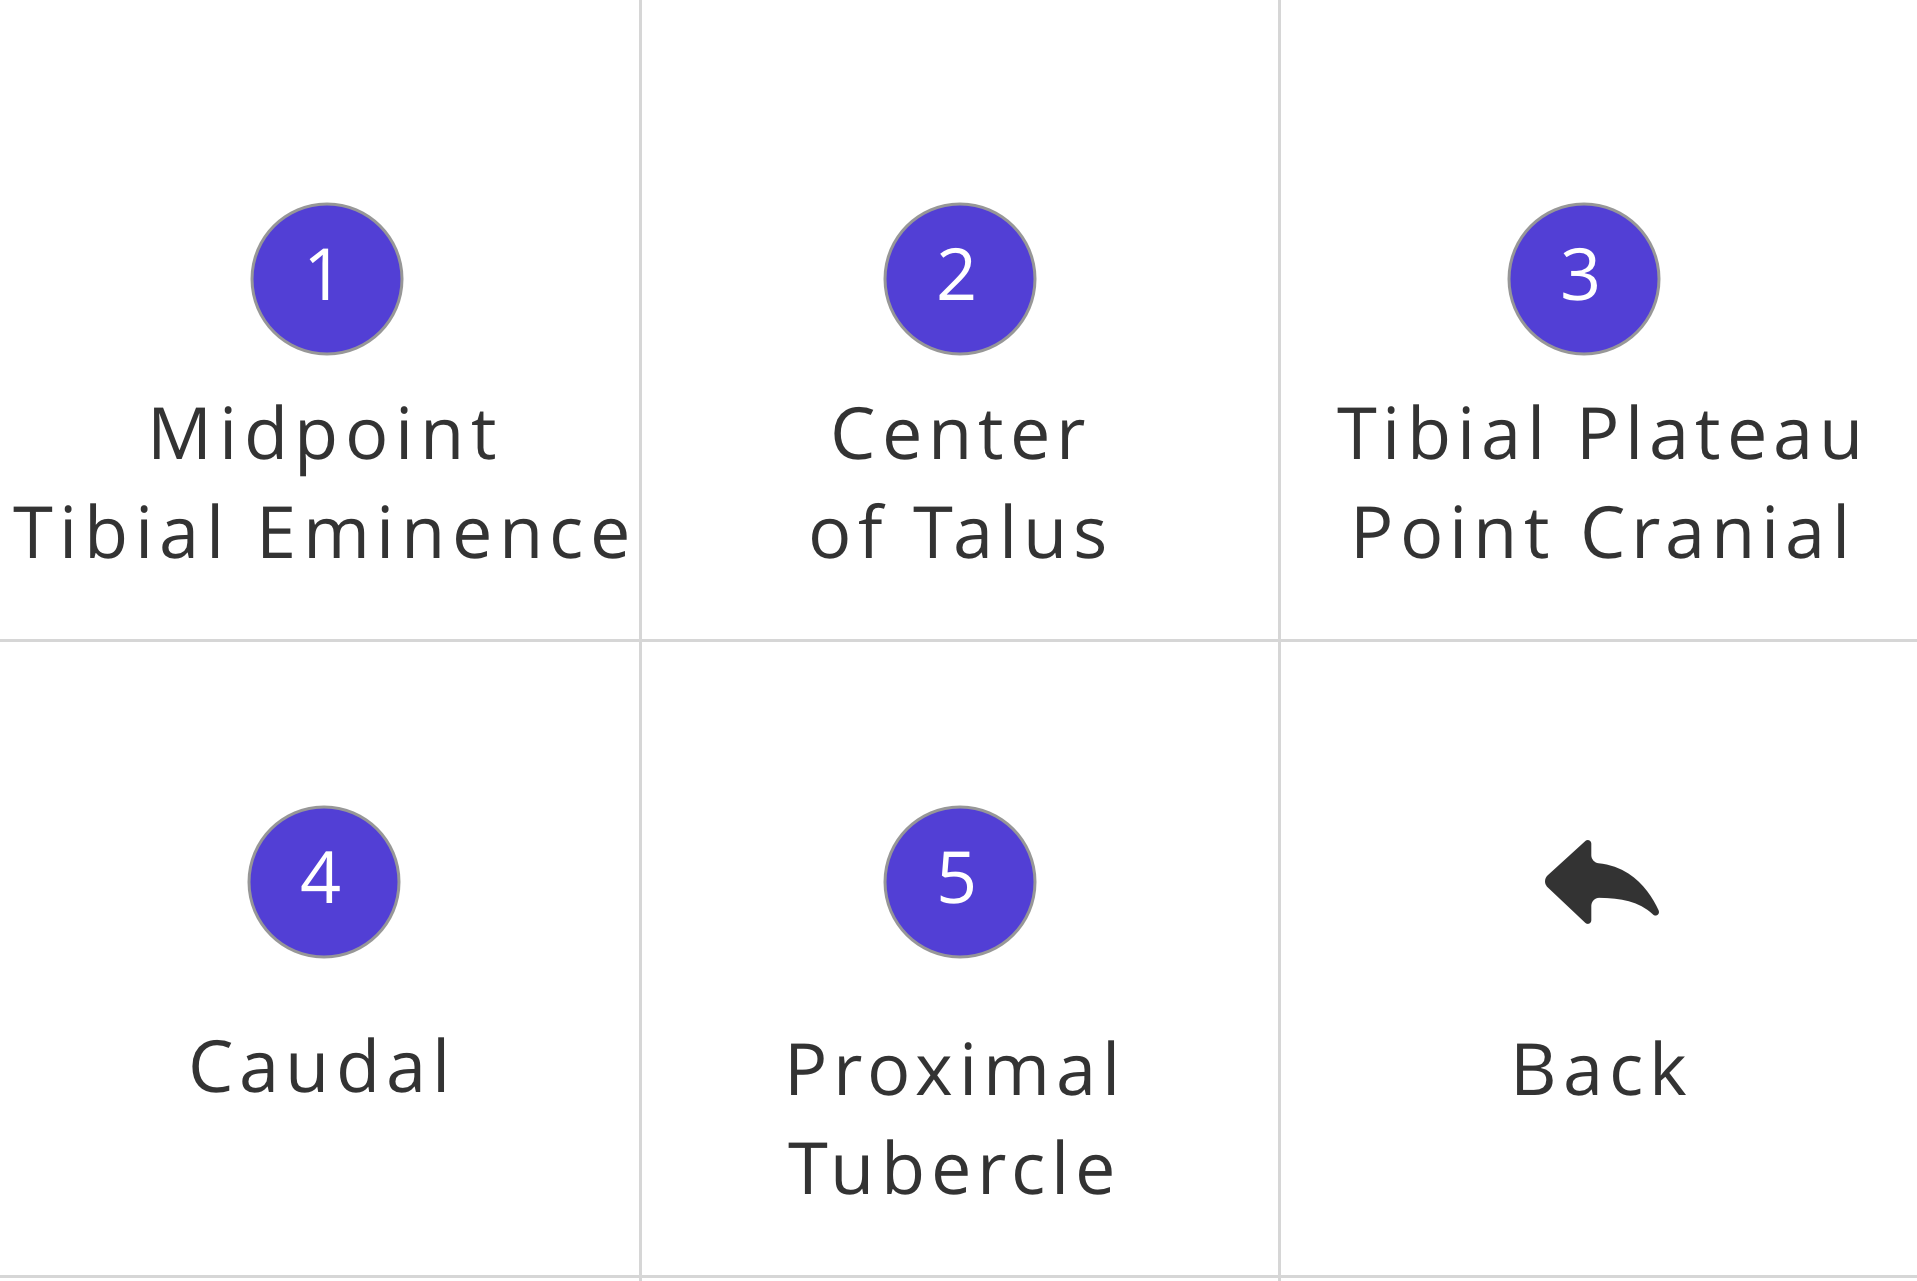 1
Midpoint
Tibial Eminence
2
Center
of Talus
3
Tibial Plateau
Point Cranial
4
Caudal
5
Proximal
Tubercle
Back